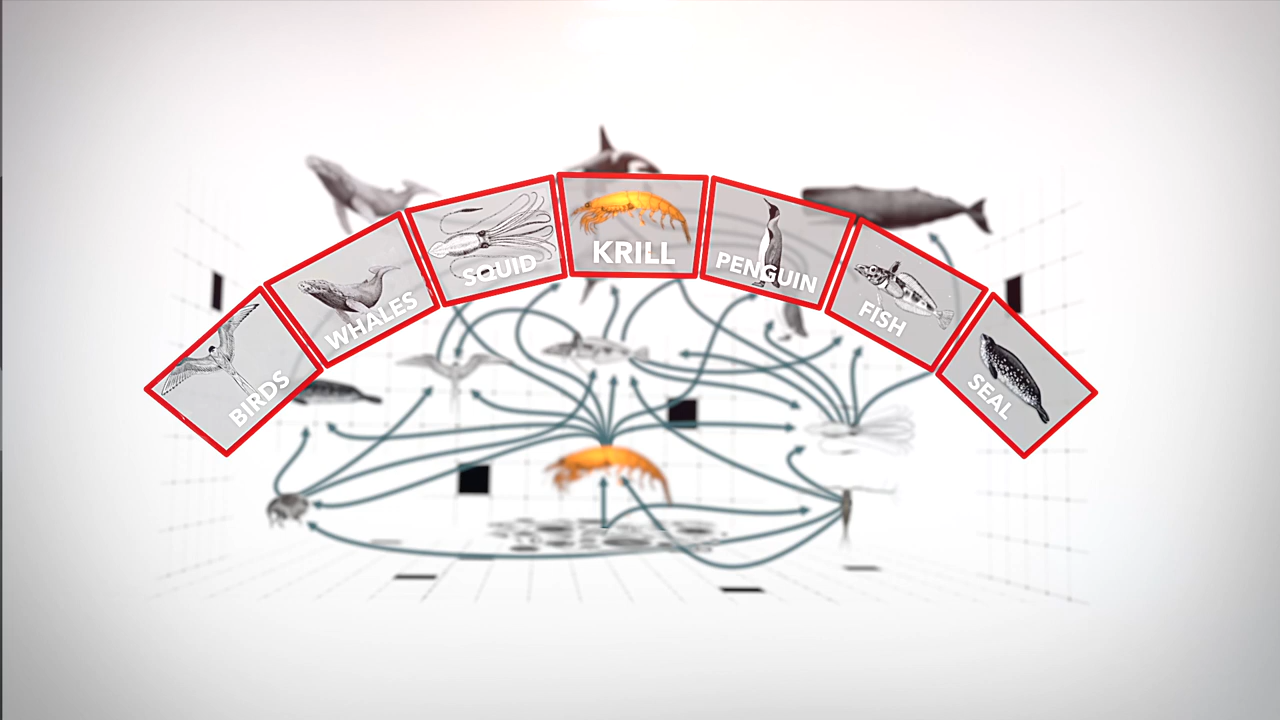 BIRDS
WHALES
SQUID
KRILL
PENGUIN
FISH
SEAL